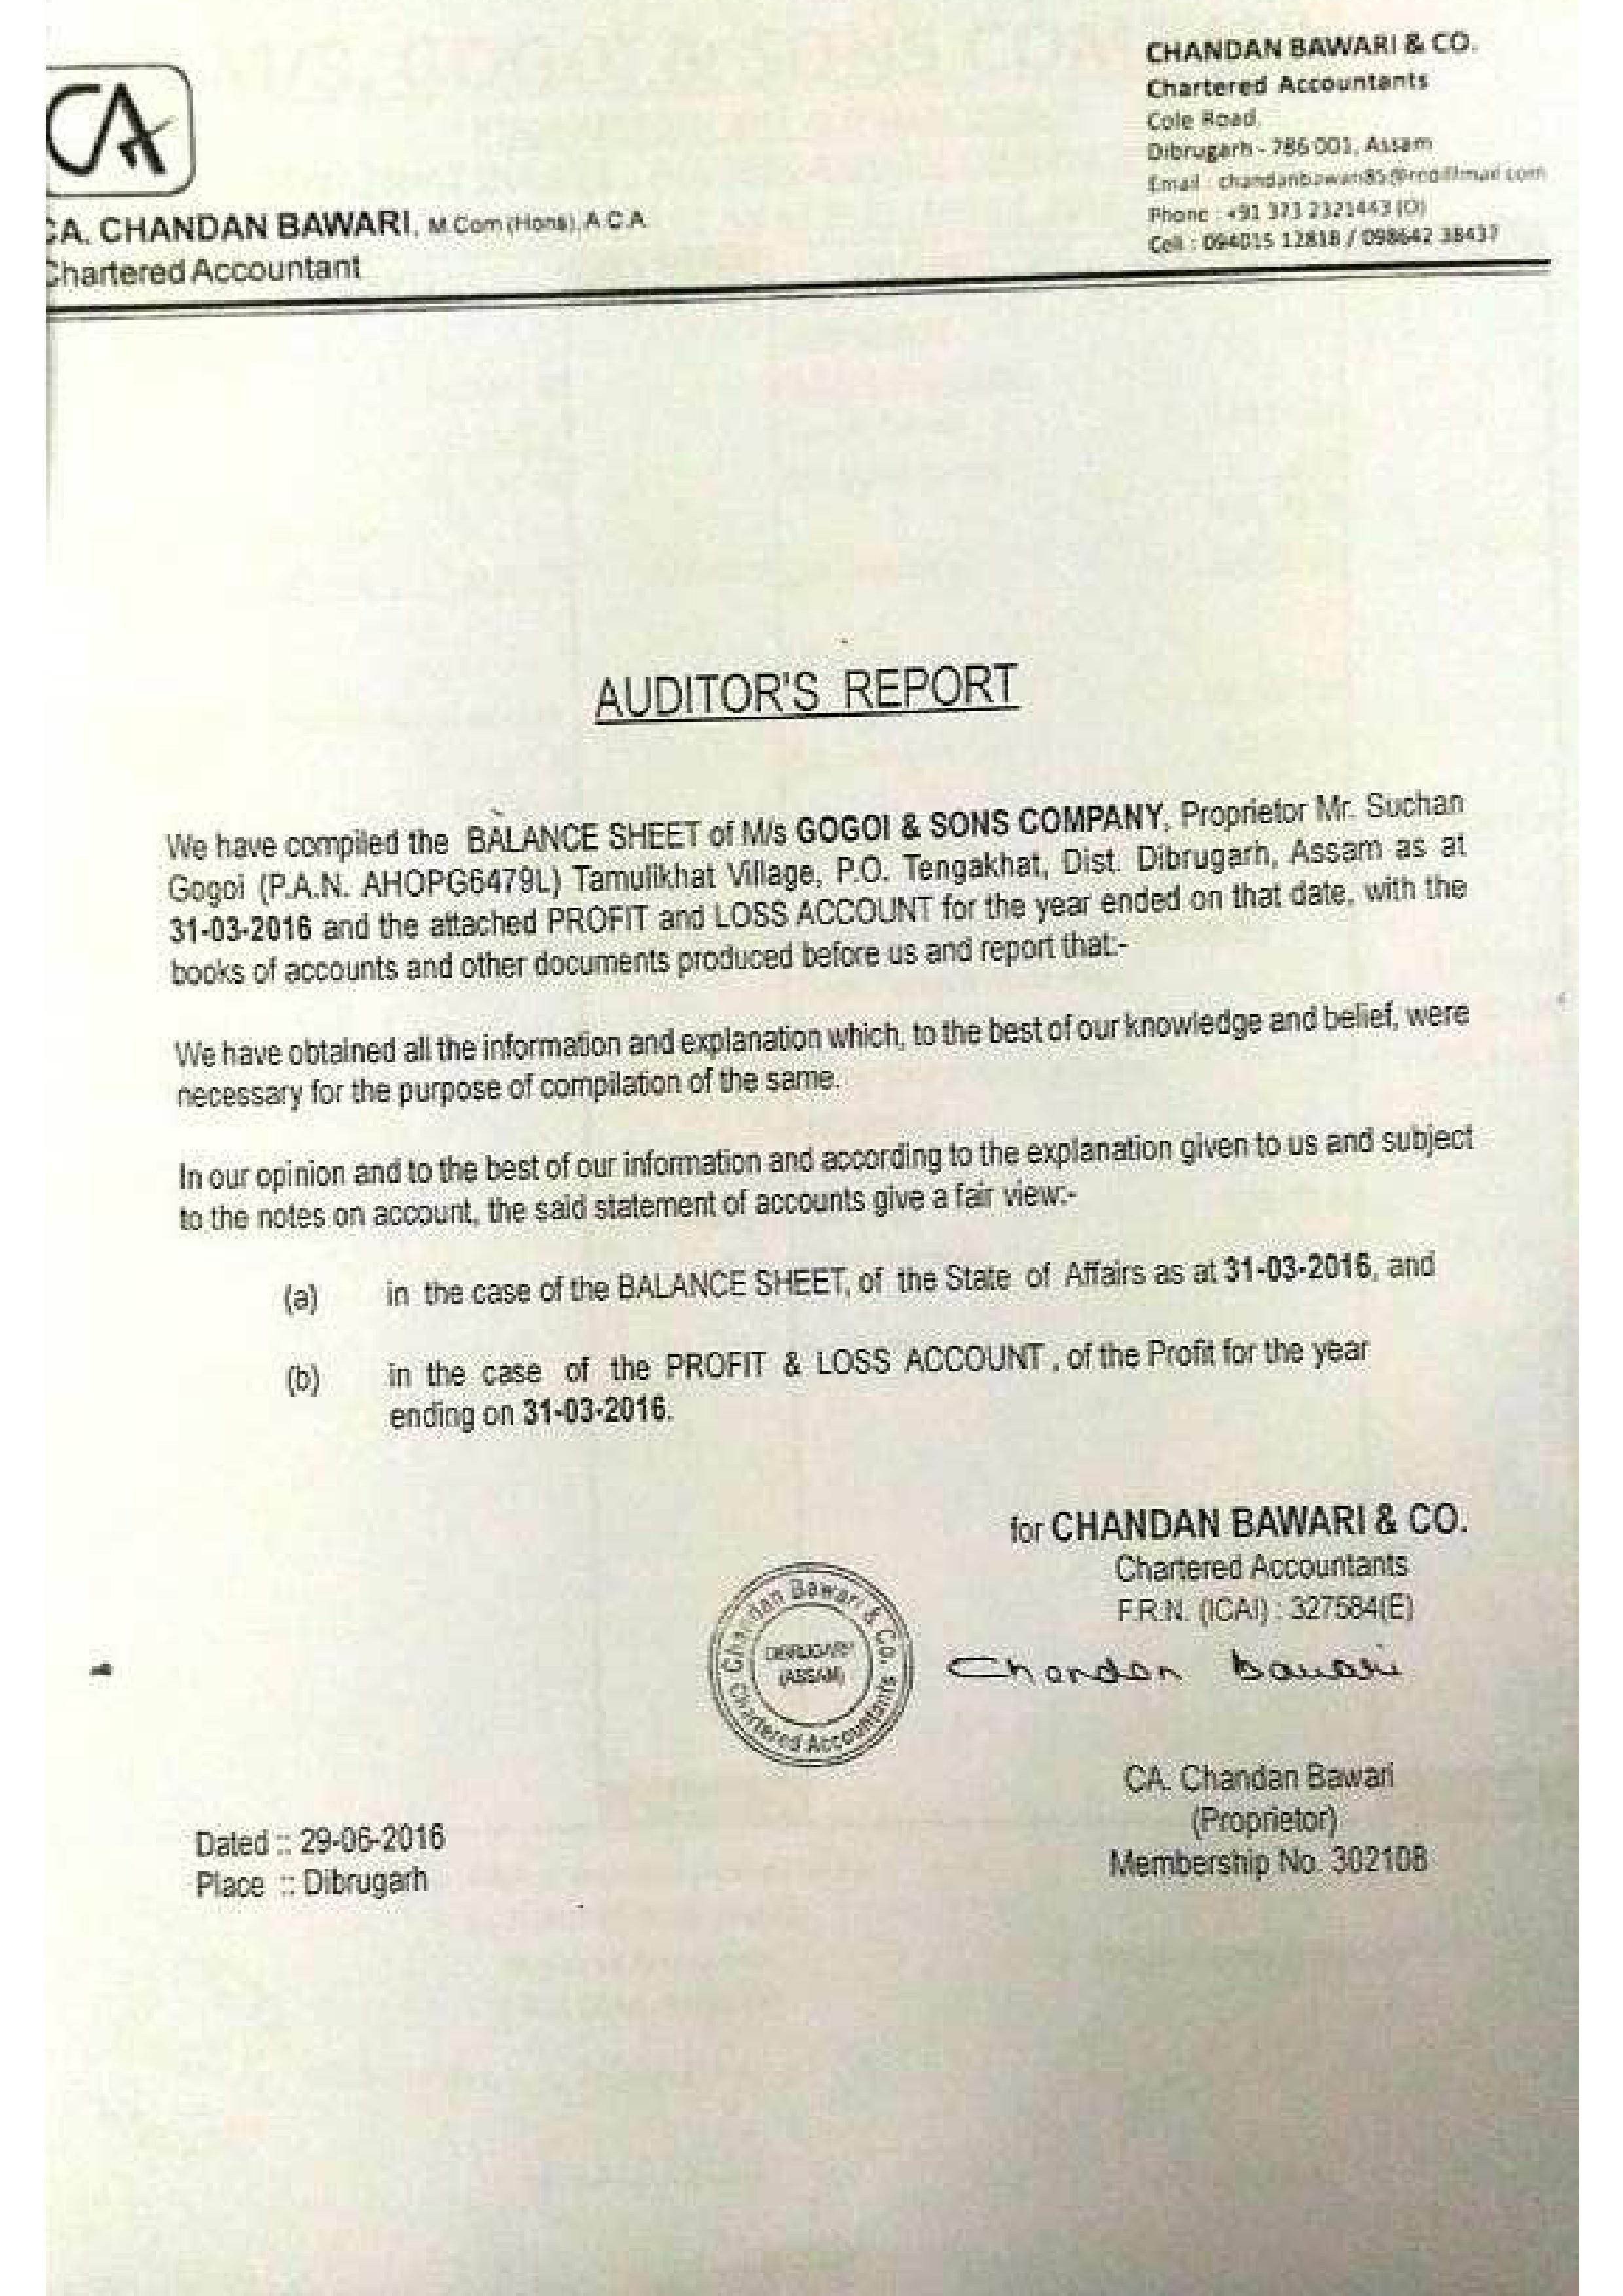 CHANDAN BAWARI & CO.
Chartered Accountants
Cole Road,
Dibrugarh - 786 001, Assam
Email : chandanbawari85@rediffmail.com
Phone : +91 373 2321443 (O)
Cell : 094015 12818 / 098642 38437
CA
CA. CHANDAN BAWARI, M.Com (Hons), A.C.A.
Chartered Accountant
AUDITOR'S REPORT
We have compiled the BALANCE SHEET of M/s GOGOI & SONS COMPANY, Proprietor Mr. Suchan
Gogoi (P.A.N. AHOPG6479L) Tamulikhat Village, P.O. Tengakhat, Dist. Dibrugarh, Assam as at
31-03-2016 and the attached PROFIT and LOSS ACCOUNT for the year ended on that date, with the
books of accounts and other documents produced before us and report that:-
We have obtained all the information and explanation which, to the best of our knowledge and belief, were
necessary for the purpose of compilation of the same.
In our opinion and to the best of our information and according to the explanation given to us and subject
to the notes on account, the said statement of accounts give a fair view:-
(a) in the case of the BALANCE SHEET, of the State of Affairs as at 31-03-2016, and
(b) in the case of the PROFIT & LOSS ACCOUNT , of the Profit for the year
ending on 31-03-2016.
for CHANDAN BAWARI & CO.
Chartered Accountants
F.R.N. (ICAI) : 327584(E)
Chandan Bawari & Co.
DIBRUGARH
(ASSAM)
Chartered Accountants
Chandan Bawari
CA. Chandan Bawari
(Proprietor)
Membership No. 302108
Dated :: 29-06-2016
Place :: Dibrugarh